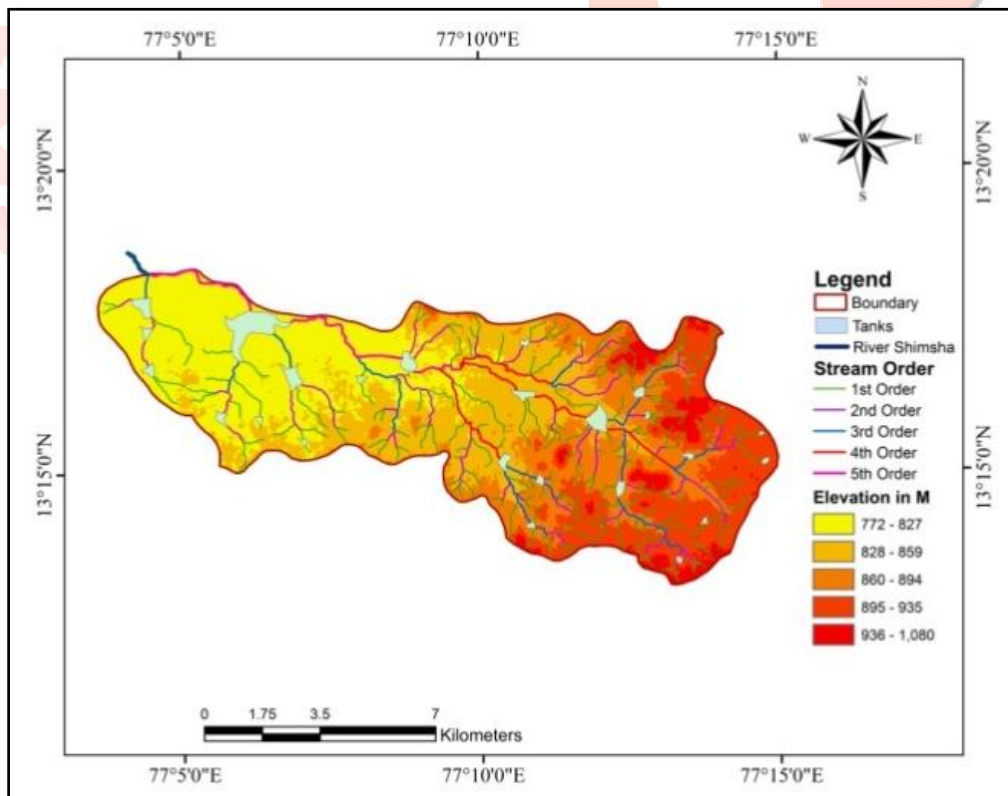 77°5'0"E 77°10'0"E 77°15'0"E
13°20'0"N
13°20'0"N
N
W E
S
Legend
Boundary
Tanks
River Shimsha
Stream Order
1st Order
2nd Order
3rd Order
4th Order
5th Order
13°15'0"N
13°15'0"N
Elevation in M
772 - 827
828 - 859
860 - 894
895 - 935
936 - 1,080
0 1.75 3.5 7
Kilometers
77°5'0"E 77°10'0"E 77°15'0"E